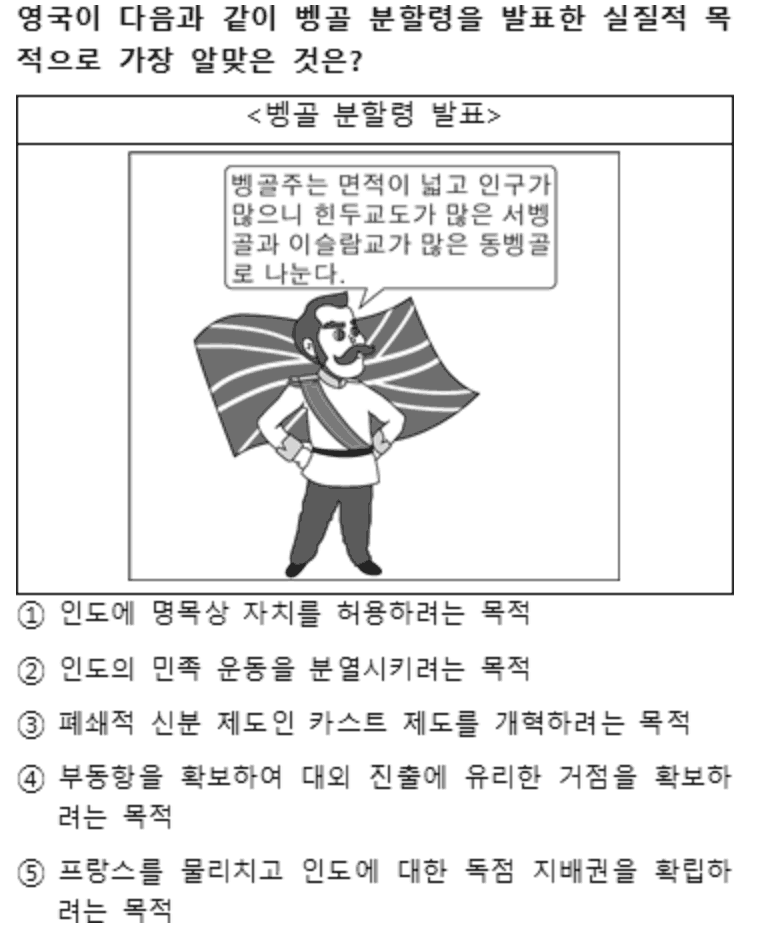 영국이 다음과 같이 벵골 분할령을 발표한 실질적 목
적으로 가장 알맞은 것은?
<벵골 분할령 발표>
벵골주는 면적이 넓고 인구가
많으니 힌두교도가 많은 서벵
골과 이슬람교가 많은 동벵골
로 나눈다.
① 인도에 명목상 자치를 허용하려는 목적
② 인도의 민족 운동을 분열시키려는 목적
③ 폐쇄적 신분 제도인 카스트 제도를 개혁하려는 목적
④ 부동항을 확보하여 대외 진출에 유리한 거점을 확보하
려는 목적
⑤ 프랑스를 물리치고 인도에 대한 독점 지배권을 확립하
려는 목적